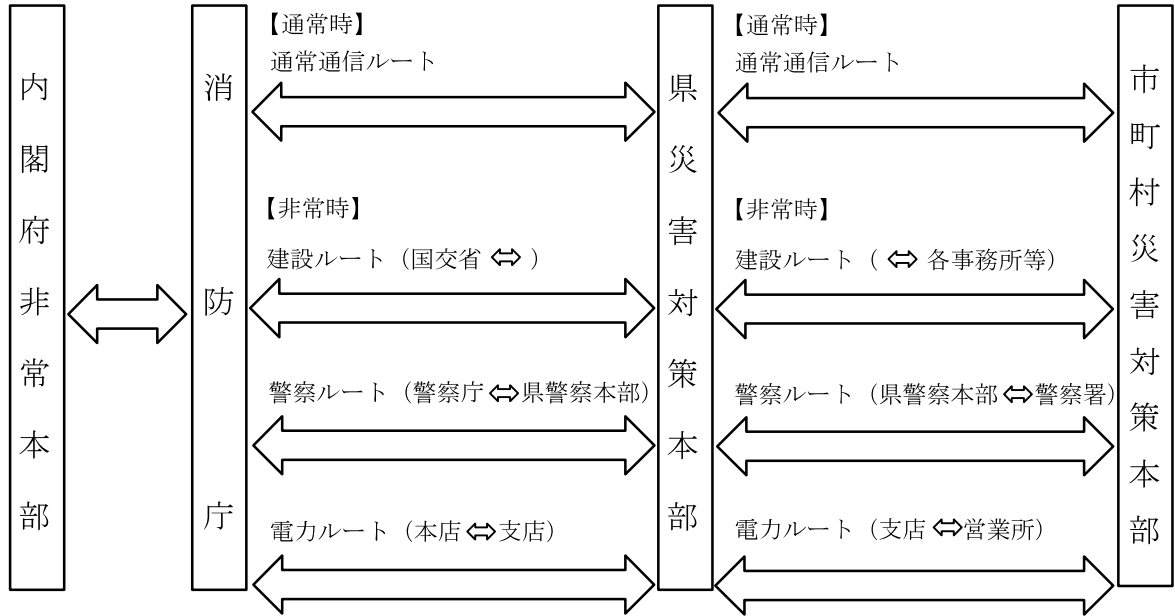 内閣府非常本部
消防庁
【通常時】
通常通信ルート
【非常時】
建設ルート（国交省 ⇔ ）
警察ルート（警察庁⇔県警察本部）
電力ルート（本店⇔支店）
県災害対策本部
【通常時】
通常通信ルート
【非常時】
建設ルート（ ⇔ 各事務所等）
警察ルート（県警察本部⇔警察署）
電力ルート（支店⇔営業所）
市町村災害対策本部